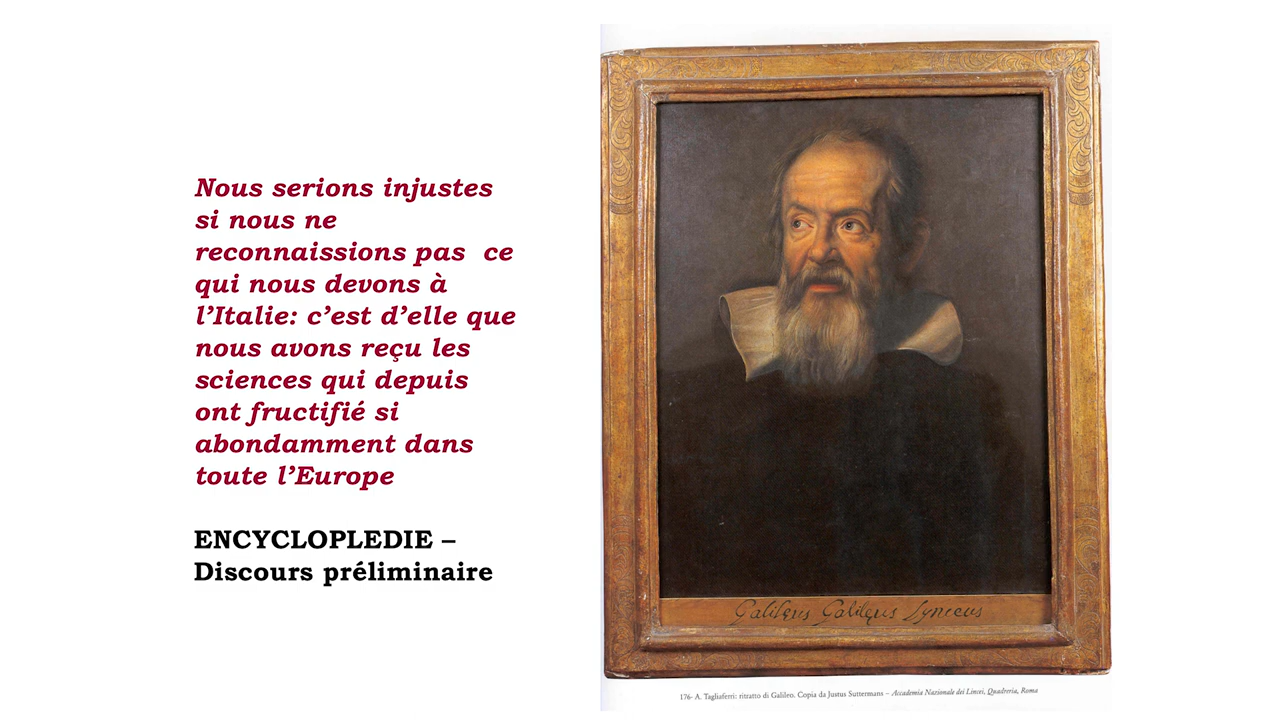 Nous serions injustes
si nous ne
reconnaissions pas  ce
qui nous devons à
l’Italie: c’est d’elle que
nous avons reçu les
sciences qui depuis
ont fructifié si
abondamment dans
toute l’Europe
ENCYCLOPLEDIE –
Discours préliminaire
Galileus Galileus Lynceus
176- A. Tagliaferri: ritratto di Galileo. Copia da Justus Suttermans – Accademia Nazionale dei Lincei, Quadreria, Roma